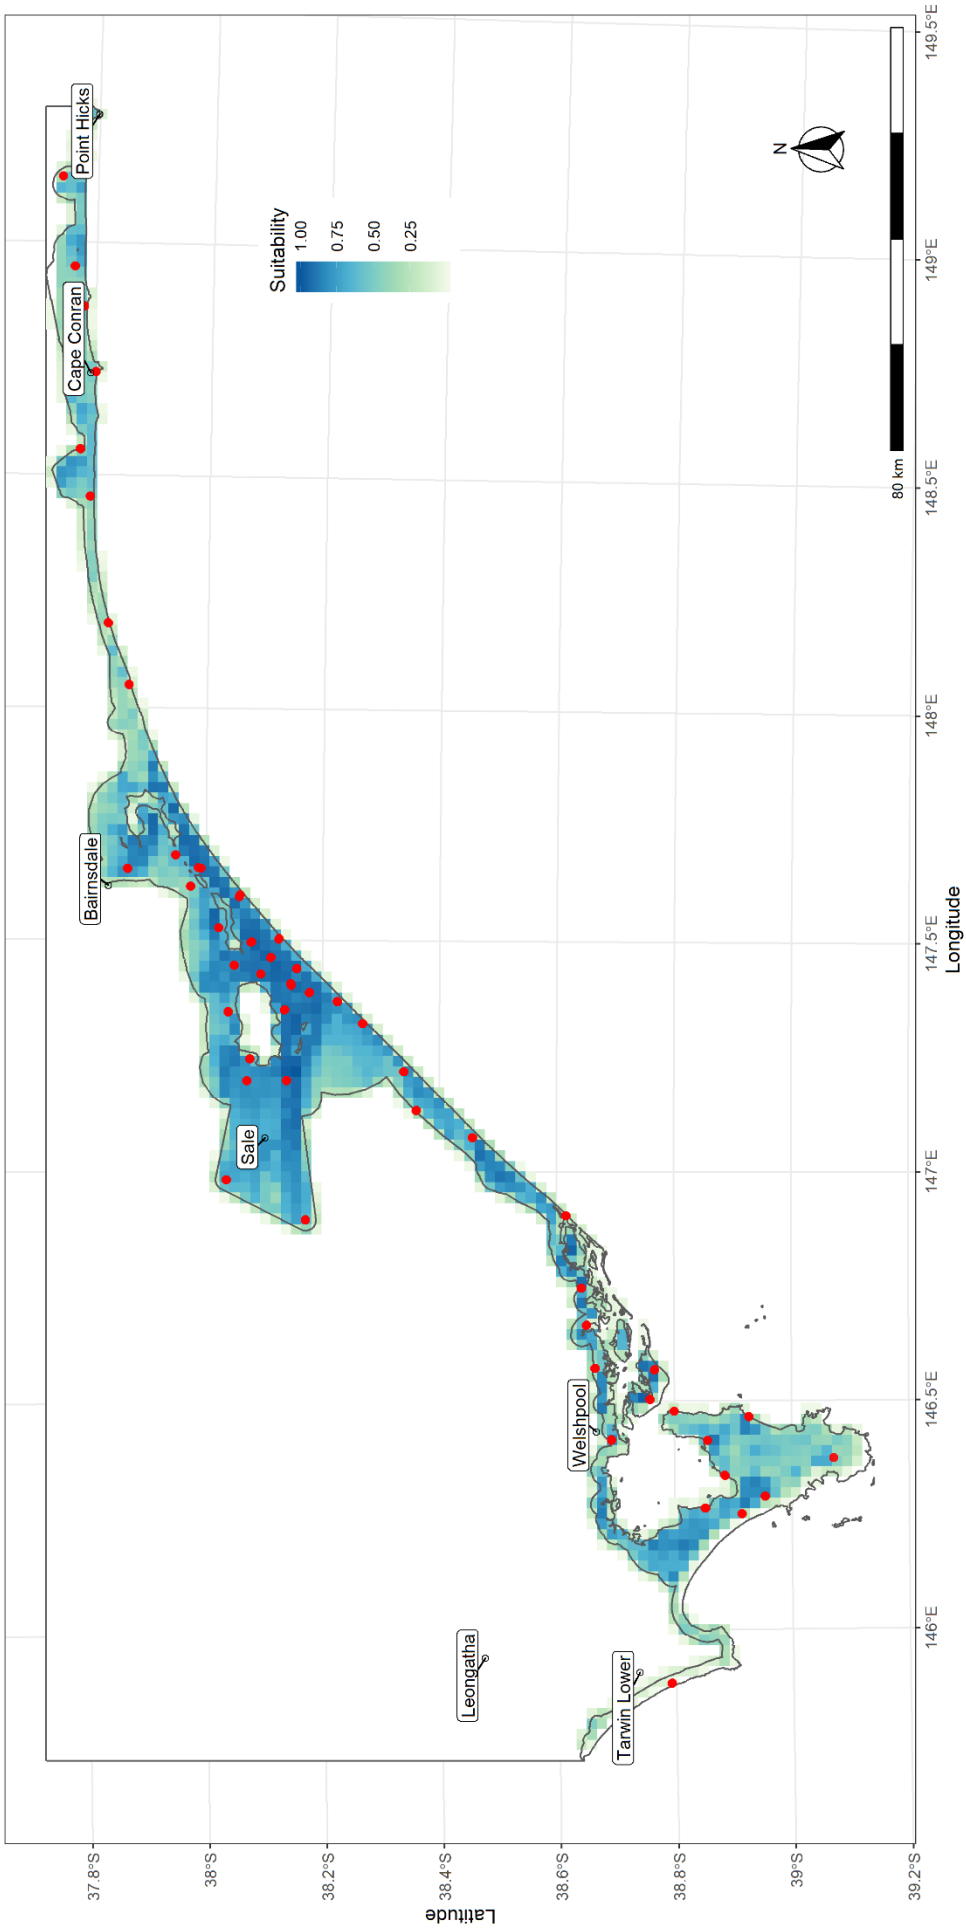 Point Hicks
Cape Conran
Bairnsdale
Sale
Welshpool
Leongatha
Tarwin Lower
Suitability
1.00
0.75
0.50
0.25
N
80 km
37.8°S
38°S
38.2°S
38.4°S
38.6°S
38.8°S
39°S
39.2°S
Latitude
146°E
146.5°E
147°E
147.5°E
148°E
148.5°E
149°E
149.5°E
Longitude